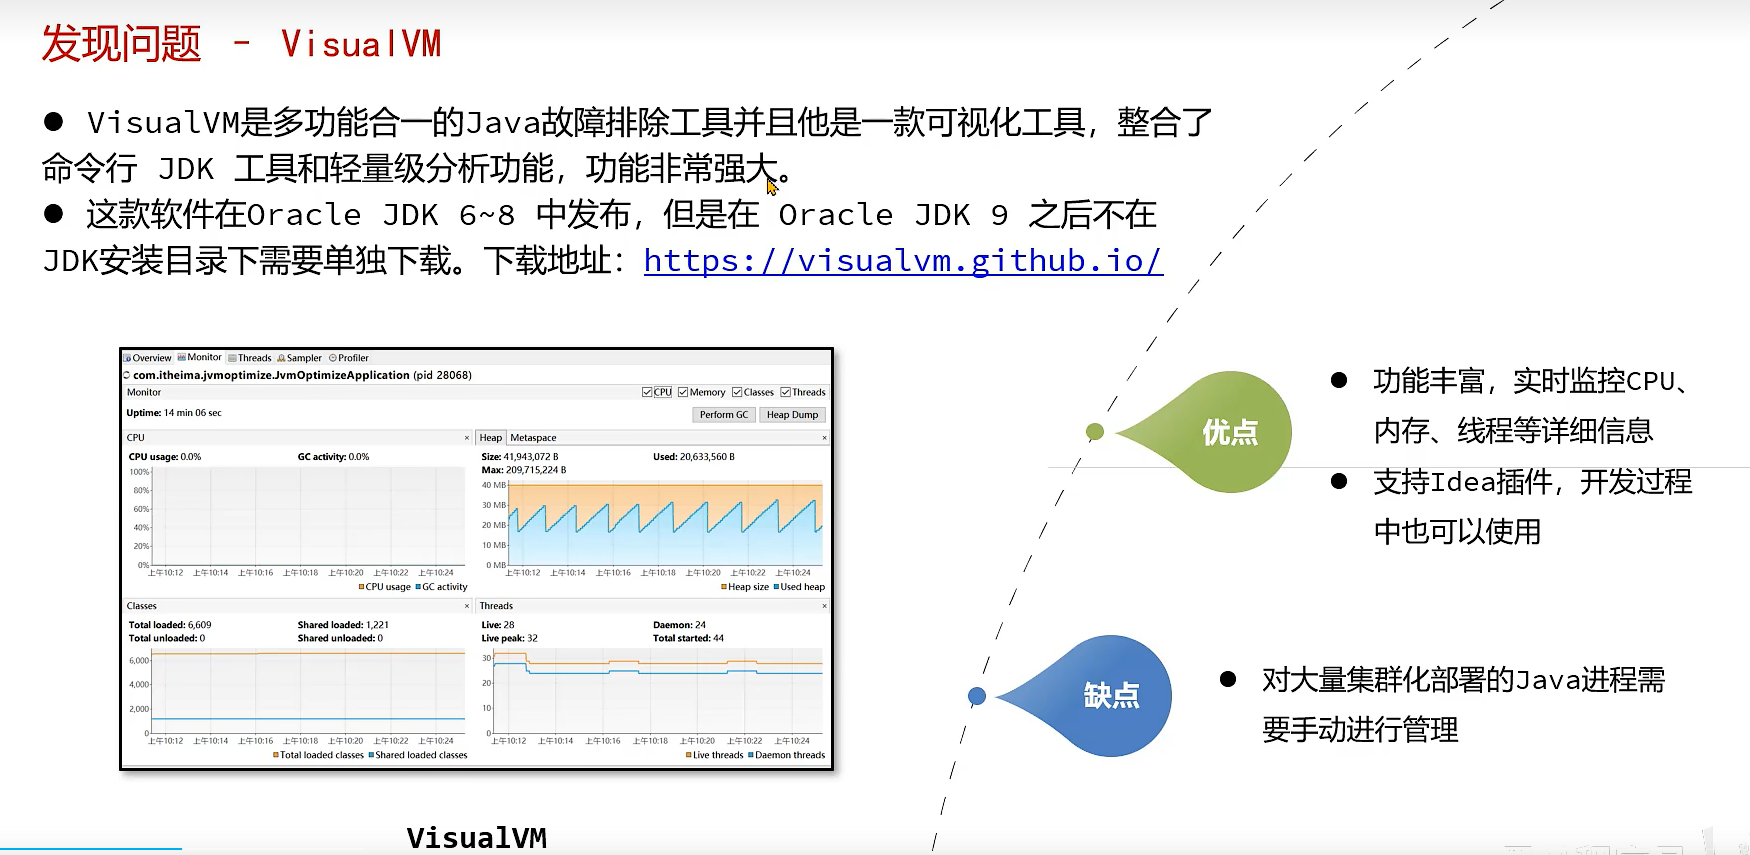 发现问题 - VisualVM
● VisualVM是多功能合一的Java故障排除工具并且他是一款可视化工具，整合了
命令行 JDK 工具和轻量级分析功能，功能非常强大。
● 这款软件在Oracle JDK 6~8 中发布，但是在 Oracle JDK 9 之后不在
JDK安装目录下需要单独下载。下载地址：https://visualvm.github.io/
Overview Monitor Threads Sampler Profiler
com.itheima.jvmoptimize.JvmOptimizeApplication (pid 28068)
Monitor CPU Memory Classes Threads
Uptime: 14 min 06 sec Perform GC Heap Dump
CPU ×
CPU usage: 0.0% GC activity: 0.0%
100%
80%
60%
40%
20%
0%
上午10:12 上午10:14 上午10:16 上午10:18 上午10:20 上午10:22 上午10:24
CPU usage GC activity
Heap Metaspace ×
Size: 41,943,072 B Used: 20,633,560 B
Max: 209,715,224 B
40 MB
30 MB
20 MB
10 MB
0 MB
上午10:12 上午10:14 上午10:16 上午10:18 上午10:20 上午10:22 上午10:24
Heap size Used heap
Classes ×
Total loaded: 6,609 Shared loaded: 1,221
Total unloaded: 0 Shared unloaded: 0
6,000
4,000
2,000
0
上午10:12 上午10:14 上午10:16 上午10:18 上午10:20 上午10:22 上午10:24
Total loaded classes Shared loaded classes
Threads ×
Live: 28 Daemon: 24
Live peak: 32 Total started: 44
30
20
10
0
上午10:12 上午10:14 上午10:16 上午10:18 上午10:20 上午10:22 上午10:24
Live threads Daemon threads
VisualVM
优点
● 功能丰富，实时监控CPU、
内存、线程等详细信息
● 支持Idea插件，开发过程
中也可以使用
缺点
● 对大量集群化部署的Java进程需
要手动进行管理